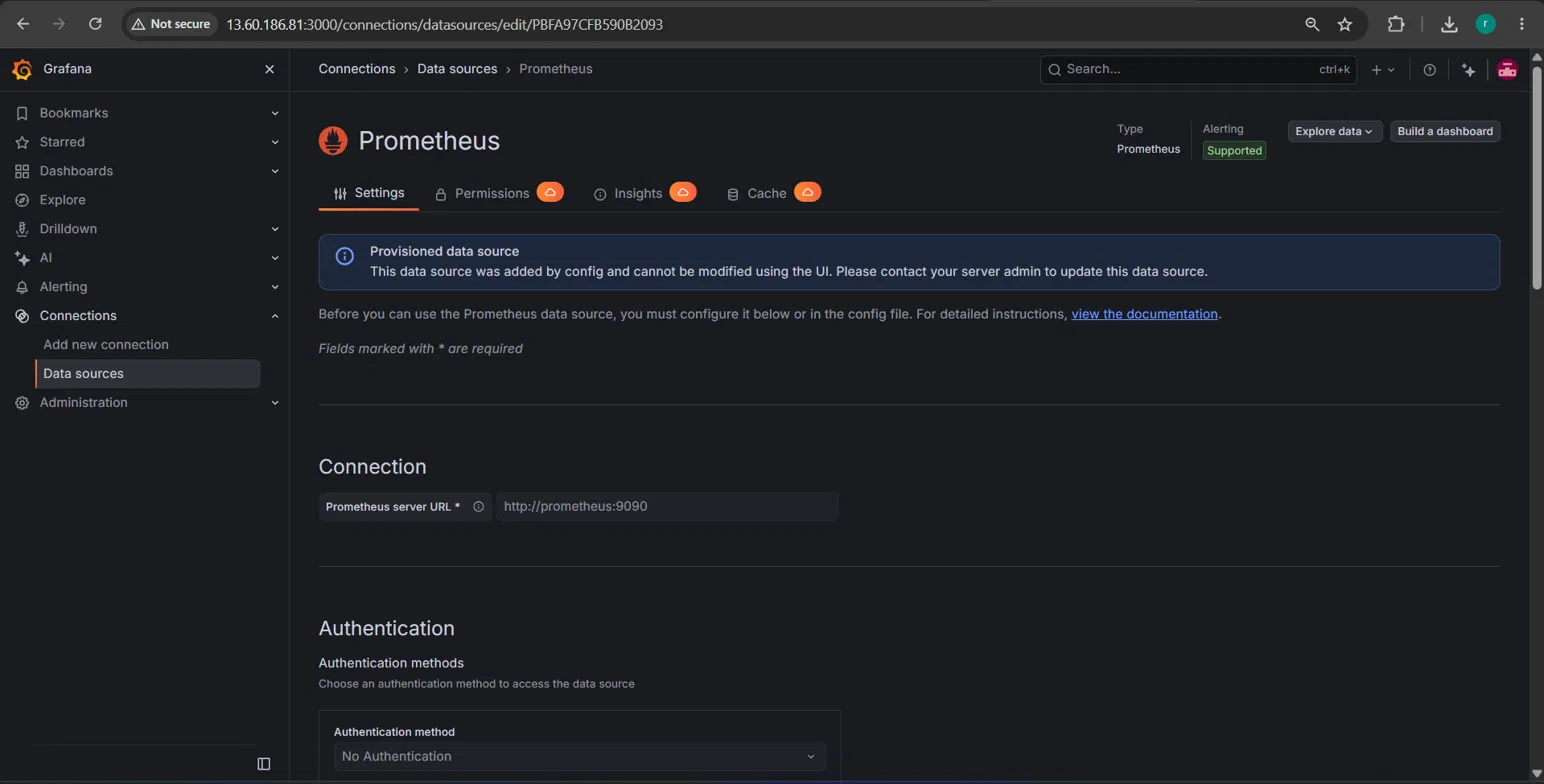 Not secure 13.60.186.81:3000/connections/datasources/edit/PBFA97CFB590B2093 r
Grafana
Connections › Data sources › Prometheus
Search... ctrl+k
Bookmarks
Starred
Dashboards
Explore
Drilldown
AI
Alerting
Connections
Add new connection
Data sources
Administration
Prometheus
Type
Prometheus
Alerting
Supported
Explore data
Build a dashboard
Settings Permissions Insights Cache
Provisioned data source
This data source was added by config and cannot be modified using the UI. Please contact your server admin to update this data source.
Before you can use the Prometheus data source, you must configure it below or in the config file. For detailed instructions, view the documentation.
Fields marked with * are required
Connection
Prometheus server URL * http://prometheus:9090
Authentication
Authentication methods
Choose an authentication method to access the data source
Authentication method
No Authentication